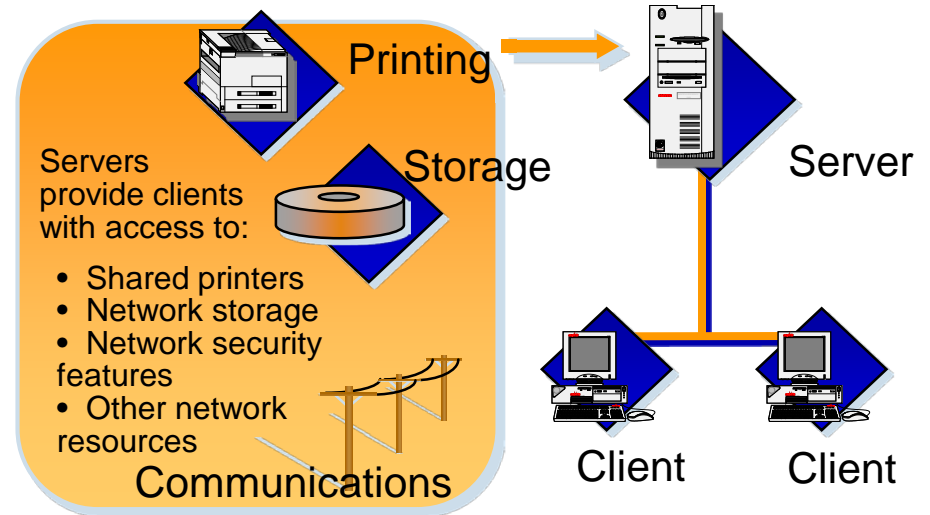 Printing
Storage
Servers
provide clients
with access to:
• Shared printers
• Network storage
• Network security
features
• Other network
resources
Communications
Server
Client
Client